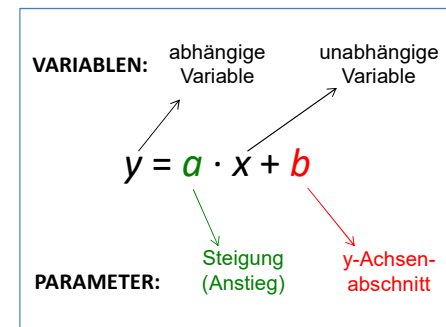 VARIABLEN: abhängige Variable unabhängige Variable
y = a · x + b
PARAMETER: Steigung (Anstieg) y-Achsen-abschnitt